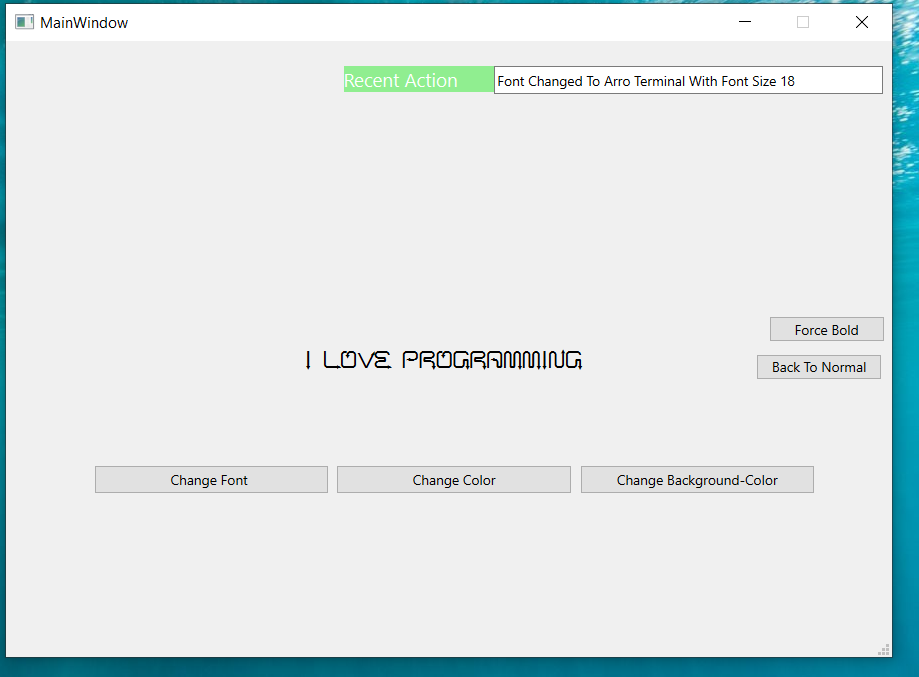 MainWindow
Recent Action
Font Changed To Arro Terminal With Font Size 18
Force Bold
I LOVE PROGRAMMING
Back To Normal
Change Font
Change Color
Change Background-Color